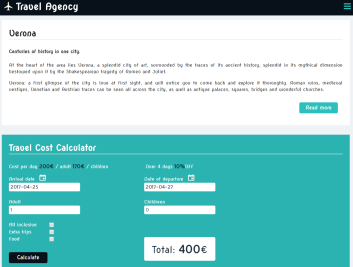 Travel Agency
Verona
Centuries of history in one city.
At the heart of the area lies Verona, a splendid city of art, surrounded by the traces of its ancient history, splendid in its mythical dimension
bestowed upon it by the Shakespearean tragedy of Romeo and Juliet
Verona: a first glimpse of the city is love at first sight, and will entice you to come back and explore it thoroughly. Roman ruins, medieval
vestiges, Venetian and Austrian traces can be seen all across the city, as well as antique palaces, squares, bridges and wonderful churches.
Read more
Travel Cost Calculator
Cost per day 200€ / adult 170€ / children
Over 4 days 10% OFF
Arrival date
Date of departure
2017-04-25
2017-04-27
Adult
Childrens
1
0
All inclusive
Extra trips
Food
Total: 400€
Calculate